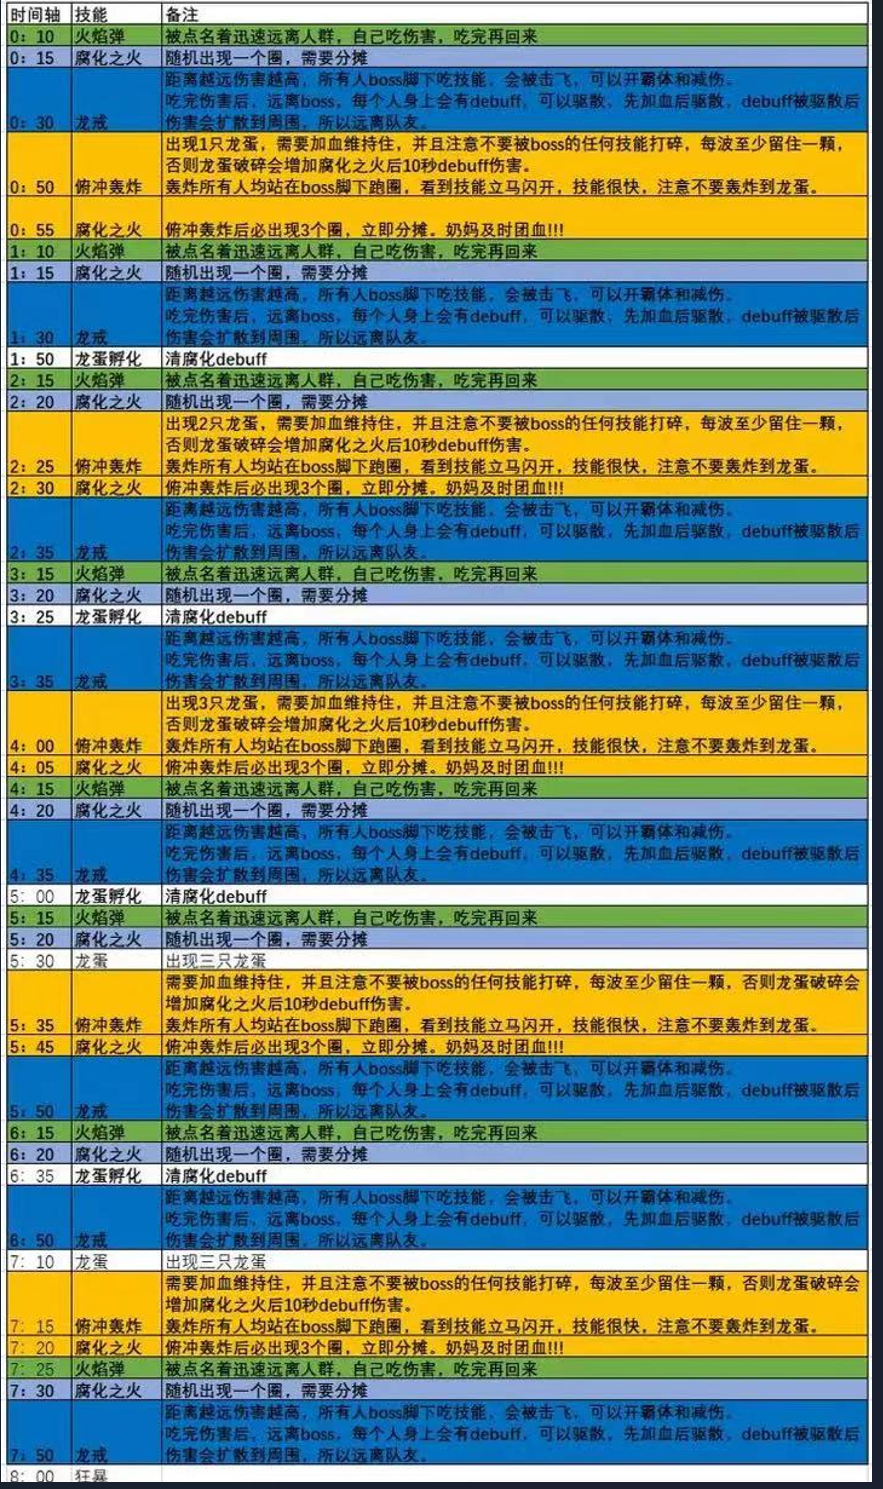 时间轴 技能 备注
0：10 火焰弹 被点名着迅速远离人群，自己吃伤害，吃完再回来
0：15 腐化之火 随机出现一个圈，需要分摊
距离越远伤害越高，所有人boss脚下吃技能，会被击飞，可以开霸体和减伤。
吃完伤害后，远离boss，每个人身上会有debuff，可以驱散，先加血后驱散，debuff被驱散后
0：30 龙戒 伤害会扩散到周围，所以远离队友。
出现1只龙蛋，需要加血维持住，并且注意不要被boss的任何技能打碎，每波至少留住一颗，
否则龙蛋破碎会增加腐化之火后10秒debuff伤害。
0：50 俯冲轰炸 轰炸所有人均站在boss脚下跑圈，看到技能立马闪开，技能很快，注意不要轰炸到龙蛋。
0：55 腐化之火 俯冲轰炸后必出现3个圈，立即分摊。奶妈及时团血!!!
1：10 火焰弹 被点名着迅速远离人群，自己吃伤害，吃完再回来
1：15 腐化之火 随机出现一个圈，需要分摊
距离越远伤害越高，所有人boss脚下吃技能，会被击飞，可以开霸体和减伤。
吃完伤害后，远离boss，每个人身上会有debuff，可以驱散，先加血后驱散，debuff被驱散后
1：30 龙戒 伤害会扩散到周围，所以远离队友。
1：50 龙蛋孵化 清腐化debuff
2：15 火焰弹 被点名着迅速远离人群，自己吃伤害，吃完再回来
2：20 腐化之火 随机出现一个圈，需要分摊
出现2只龙蛋，需要加血维持住，并且注意不要被boss的任何技能打碎，每波至少留住一颗，
否则龙蛋破碎会增加腐化之火后10秒debuff伤害。
2：25 俯冲轰炸 轰炸所有人均站在boss脚下跑圈，看到技能立马闪开，技能很快，注意不要轰炸到龙蛋。
2：30 腐化之火 俯冲轰炸后必出现3个圈，立即分摊。奶妈及时团血!!!
距离越远伤害越高，所有人boss脚下吃技能，会被击飞，可以开霸体和减伤。
吃完伤害后，远离boss，每个人身上会有debuff，可以驱散，先加血后驱散，debuff被驱散后
2：35 龙戒 伤害会扩散到周围，所以远离队友。
3：15 火焰弹 被点名着迅速远离人群，自己吃伤害，吃完再回来
3：20 腐化之火 随机出现一个圈，需要分摊
3：25 龙蛋孵化 清腐化debuff
距离越远伤害越高，所有人boss脚下吃技能，会被击飞，可以开霸体和减伤。
吃完伤害后，远离boss，每个人身上会有debuff，可以驱散，先加血后驱散，debuff被驱散后
3：35 龙戒 伤害会扩散到周围，所以远离队友。
出现3只龙蛋，需要加血维持住，并且注意不要被boss的任何技能打碎，每波至少留住一颗，
否则龙蛋破碎会增加腐化之火后10秒debuff伤害。
4：00 俯冲轰炸 轰炸所有人均站在boss脚下跑圈，看到技能立马闪开，技能很快，注意不要轰炸到龙蛋。
4：05 腐化之火 俯冲轰炸后必出现3个圈，立即分摊。奶妈及时团血!!!
4：15 火焰弹 被点名着迅速远离人群，自己吃伤害，吃完再回来
4：20 腐化之火 随机出现一个圈，需要分摊
距离越远伤害越高，所有人boss脚下吃技能，会被击飞，可以开霸体和减伤。
吃完伤害后，远离boss，每个人身上会有debuff，可以驱散，先加血后驱散，debuff被驱散后
4：35 龙戒 伤害会扩散到周围，所以远离队友。
5：00 龙蛋孵化 清腐化debuff
5：15 火焰弹 被点名着迅速远离人群，自己吃伤害，吃完再回来
5：20 腐化之火 随机出现一个圈，需要分摊
5：30 龙蛋 出现三只龙蛋
需要加血维持住，并且注意不要被boss的任何技能打碎，每波至少留住一颗，否则龙蛋破碎会
增加腐化之火后10秒debuff伤害。
5：35 俯冲轰炸 轰炸所有人均站在boss脚下跑圈，看到技能立马闪开，技能很快，注意不要轰炸到龙蛋。
5：45 腐化之火 俯冲轰炸后必出现3个圈，立即分摊。奶妈及时团血!!!
距离越远伤害越高，所有人boss脚下吃技能，会被击飞，可以开霸体和减伤。
吃完伤害后，远离boss，每个人身上会有debuff，可以驱散，先加血后驱散，debuff被驱散后
5：50 龙戒 伤害会扩散到周围，所以远离队友。
6：15 火焰弹 被点名着迅速远离人群，自己吃伤害，吃完再回来
6：20 腐化之火 随机出现一个圈，需要分摊
6：35 龙蛋孵化 清腐化debuff
距离越远伤害越高，所有人boss脚下吃技能，会被击飞，可以开霸体和减伤。
吃完伤害后，远离boss，每个人身上会有debuff，可以驱散，先加血后驱散，debuff被驱散后
6：50 龙戒 伤害会扩散到周围，所以远离队友。
7：10 龙蛋 出现三只龙蛋
需要加血维持住，并且注意不要被boss的任何技能打碎，每波至少留住一颗，否则龙蛋破碎会
增加腐化之火后10秒debuff伤害。
7：15 俯冲轰炸 轰炸所有人均站在boss脚下跑圈，看到技能立马闪开，技能很快，注意不要轰炸到龙蛋。
7：20 腐化之火 俯冲轰炸后必出现3个圈，立即分摊。奶妈及时团血!!!
7：25 火焰弹 被点名着迅速远离人群，自己吃伤害，吃完再回来
7：30 腐化之火 随机出现一个圈，需要分摊
距离越远伤害越高，所有人boss脚下吃技能，会被击飞，可以开霸体和减伤。
吃完伤害后，远离boss，每个人身上会有debuff，可以驱散，先加血后驱散，debuff被驱散后
7：50 龙戒 伤害会扩散到周围，所以远离队友。
8：00 狂暴